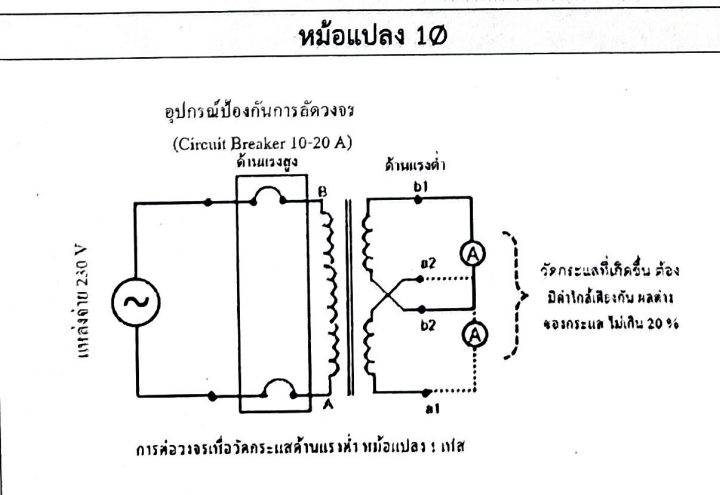 หม้อแปลง 1Ø
อุปกรณ์ป้องกันการลัดวงจร
(Circuit Breaker 10-20 A)
ด้านแรงสูง
ด้านแรงต่ำ
B
b1
A
a2
แหล่งจ่าย 230 V
~
วัดกระแสที่เกิดขึ้น ต้อง
มีค่าใกล้เคียงกัน ผลต่าง
ของกระแส ไม่เกิน 20 %
b2
A
A
a1
การต่อวงจรเพื่อวัดกระแสด้านแรงต่ำ หม้อแปลง 1 เฟส